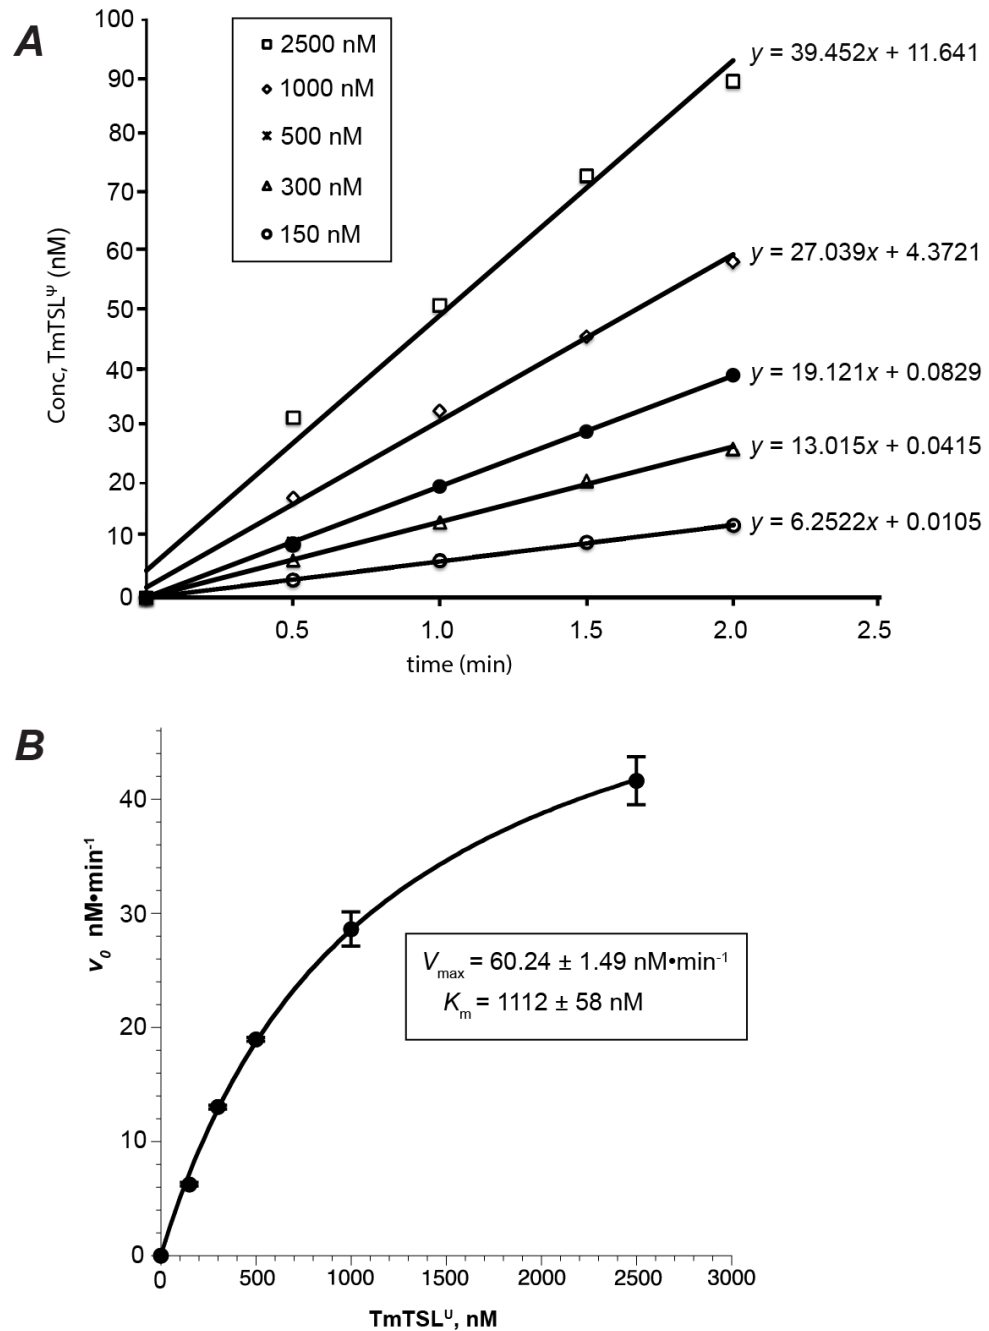 A
100
90
80
70
60
50
40
30
20
10
0
Conc, TmTSLᴪ (nM)
2500 nM
1000 nM
500 nM
300 nM
150 nM
y = 39.452x + 11.641
y = 27.039x + 4.3721
y = 19.121x + 0.0829
y = 13.015x + 0.0415
y = 6.2522x + 0.0105
0.5 1.0 1.5 2.0 2.5
time (min)
B
40
30
20
10
0
v₀ nM•min⁻¹
Vmax = 60.24 ± 1.49 nM•min⁻¹
Km = 1112 ± 58 nM
0 500 1000 1500 2000 2500 3000
TmTSLᵁ, nM